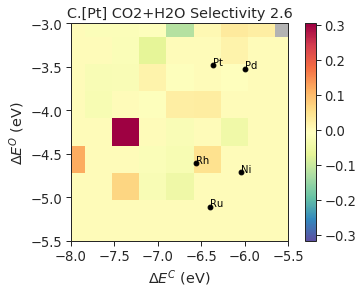 C.[Pt] CO2+H2O Selectivity 2.6
−3.0
−3.5
−4.0
−4.5
−5.0
−5.5
ΔE^O (eV)
Pt
Pd
Rh
Ni
Ru
−8.0 −7.5 −7.0 −6.5 −6.0 −5.5
ΔE^C (eV)
0.3
0.2
0.1
0.0
−0.1
−0.2
−0.3